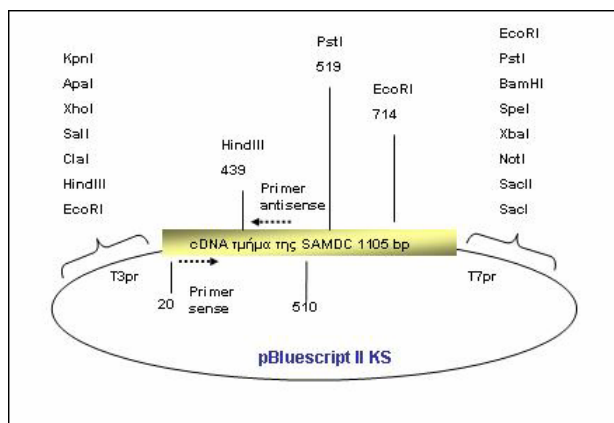 KpnI
ApaI
XhoI
SalI
ClaI
HindIII
EcoRI
HindIII
439
PstI
519
EcoRI
714
EcoRI
PstI
BamHI
SpeI
XbaI
NotI
SacII
SacI
Primer
antisense
cDNA τμήμα της SAMDC 1105 bp
T3pr
20
Primer
sense
510
T7pr
pBluescript II KS